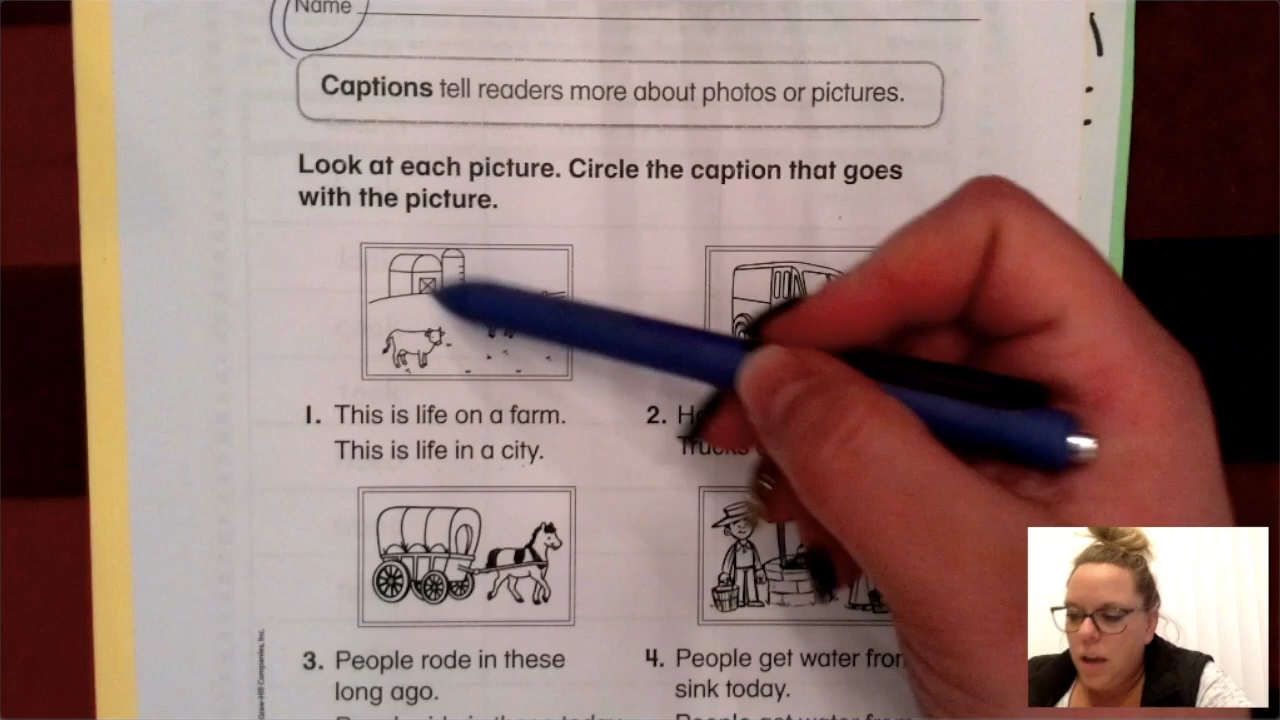 Name
Captions tell readers more about photos or pictures.
Look at each picture. Circle the caption that goes
with the picture.
1. This is life on a farm.
This is life in a city.
2.
Trucks
3. People rode in these
long ago.
4. People get water from
sink today.